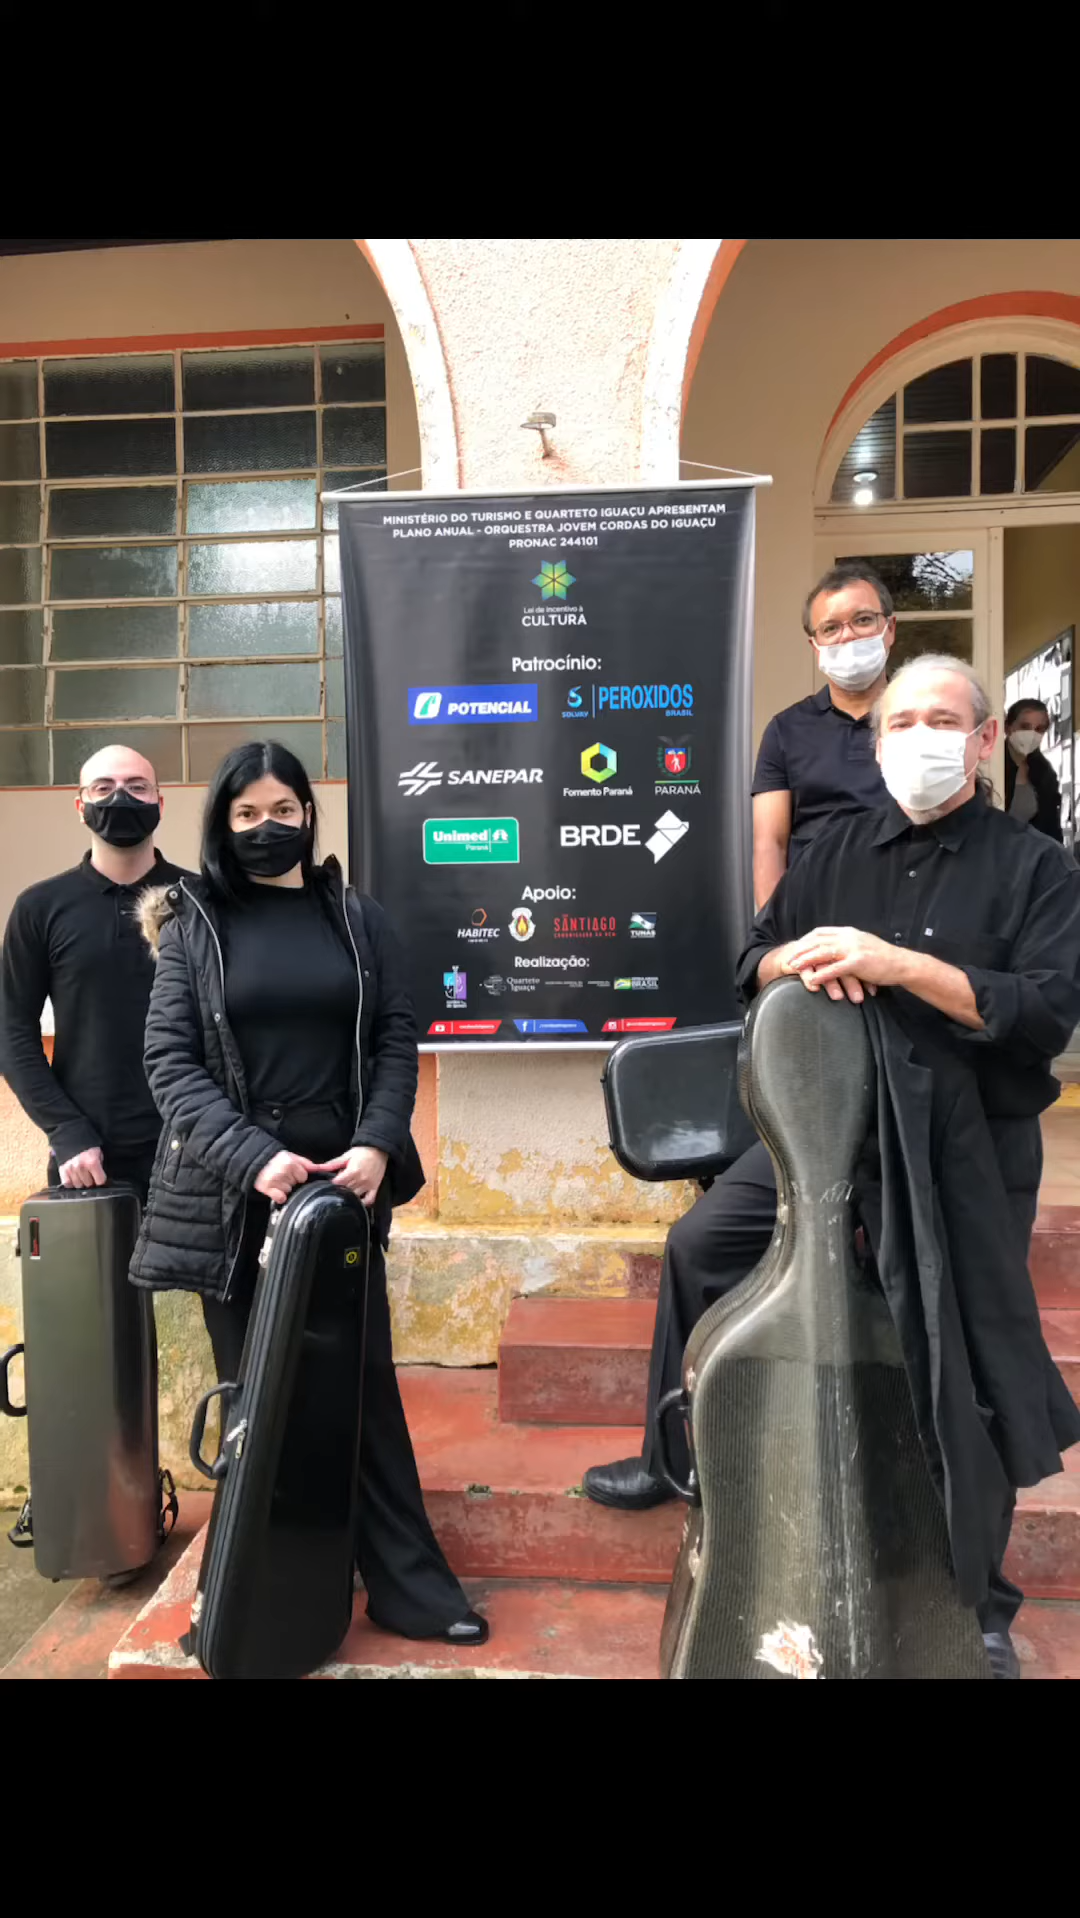 MINISTÉRIO DO TURISMO E QUARTETO IGUAÇU APRESENTAM
PLANO ANUAL - ORQUESTRA JOVEM CORDAS DO IGUAÇU
PRONAC 244101
Lei de Incentivo à
CULTURA
Patrocínio:
POTENCIAL
SOLVAY PEROXIDOS
BRASIL
SANEPAR
Fomento Paraná
PARANÁ
Unimed
Paraná
BRDE
Apoio:
HABITEC
SANTIAGO
TUNAS
Realização:
Quarteto
Iguaçu
BRASIL